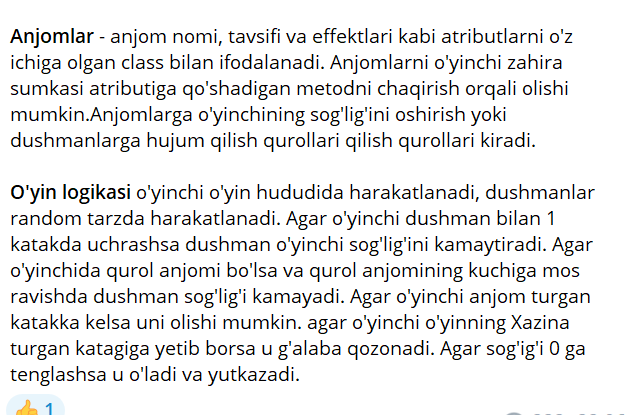 Anjomlar - anjom nomi, tavsifi va effektlari kabi atributlarni o'z
ichiga olgan class bilan ifodalanadi. Anjomlarni o'yinchi zahira
sumkasi atributiga qo'shadigan metodni chaqirish orqali olishi
mumkin.Anjomlarga o'yinchining sog'lig'ini oshirish yoki
dushmanlarga hujum qilish qurollari qilish qurollari kiradi.
O'yin logikasi o'yinchi o'yin hududida harakatlanadi, dushmanlar
random tarzda harakatlanadi. Agar o'yinchi dushman bilan 1
katakda uchrashsa dushman o'yinchi sog'lig'ini kamaytiradi. Agar
o'yinchida qurol anjomi bo'lsa va qurol anjomining kuchiga mos
ravishda dushman sog'lig'i kamayadi. Agar o'yinchi anjom turgan
katakka kelsa uni olishi mumkin. agar o'yinchi o'yinning Xazina
turgan katagiga yetib borsa u g'alaba qozonadi. Agar sog'ig'i 0 ga
tenglashsa u o'ladi va yutkazadi.
1